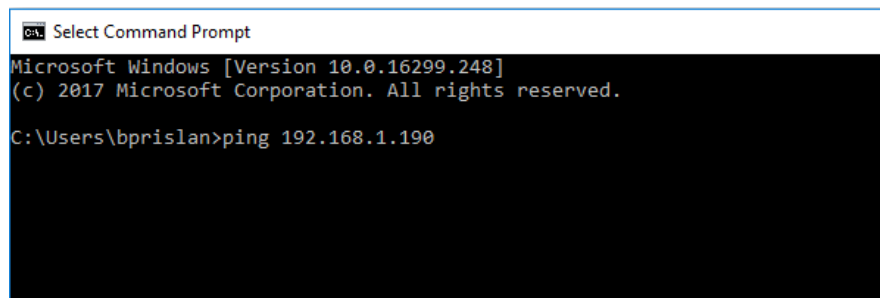 Select Command Prompt
Microsoft Windows [Version 10.0.16299.248]
(c) 2017 Microsoft Corporation. All rights reserved.
C:\Users\bprislan>ping 192.168.1.190